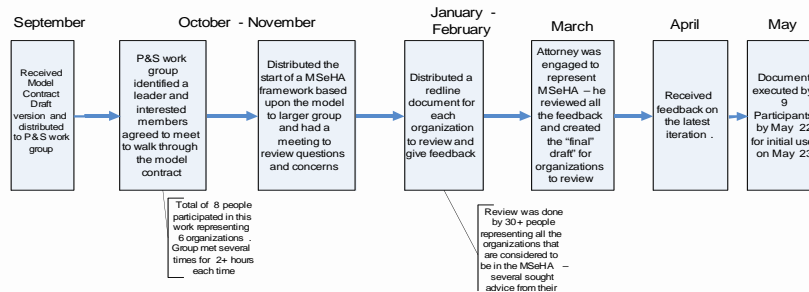 September
October - November
January -
February
March
April
May
Received
Model
Contract
Draft
version and
distributed
to P&S work
group
P&S work
group
identified a
leader and
interested
members
agreed to meet
to walk through
the model
contract
Distributed the
start of a MSeHA
framework based
upon the model
to larger group
and had a
meeting to
review questions
and concerns
Distributed a
redline
document for
each
organization
to review and
give feedback
Attorney was
engaged to
represent
MSeHA – he
reviewed all
the feedback
and created
the "final"
draft" for
organizations
to review
Received
feedback on
the latest
iteration .
Document
executed by
9
Participants
by May 22
for initial use
on May 23
Total of 8 people
participated in this
work representing
6 organizations .
Group met several
times for 2+ hours
each time
Review was done
by 30+ people
representing all the
organizations that
are considered to
be in the MSeHA –
several sought
advice from their